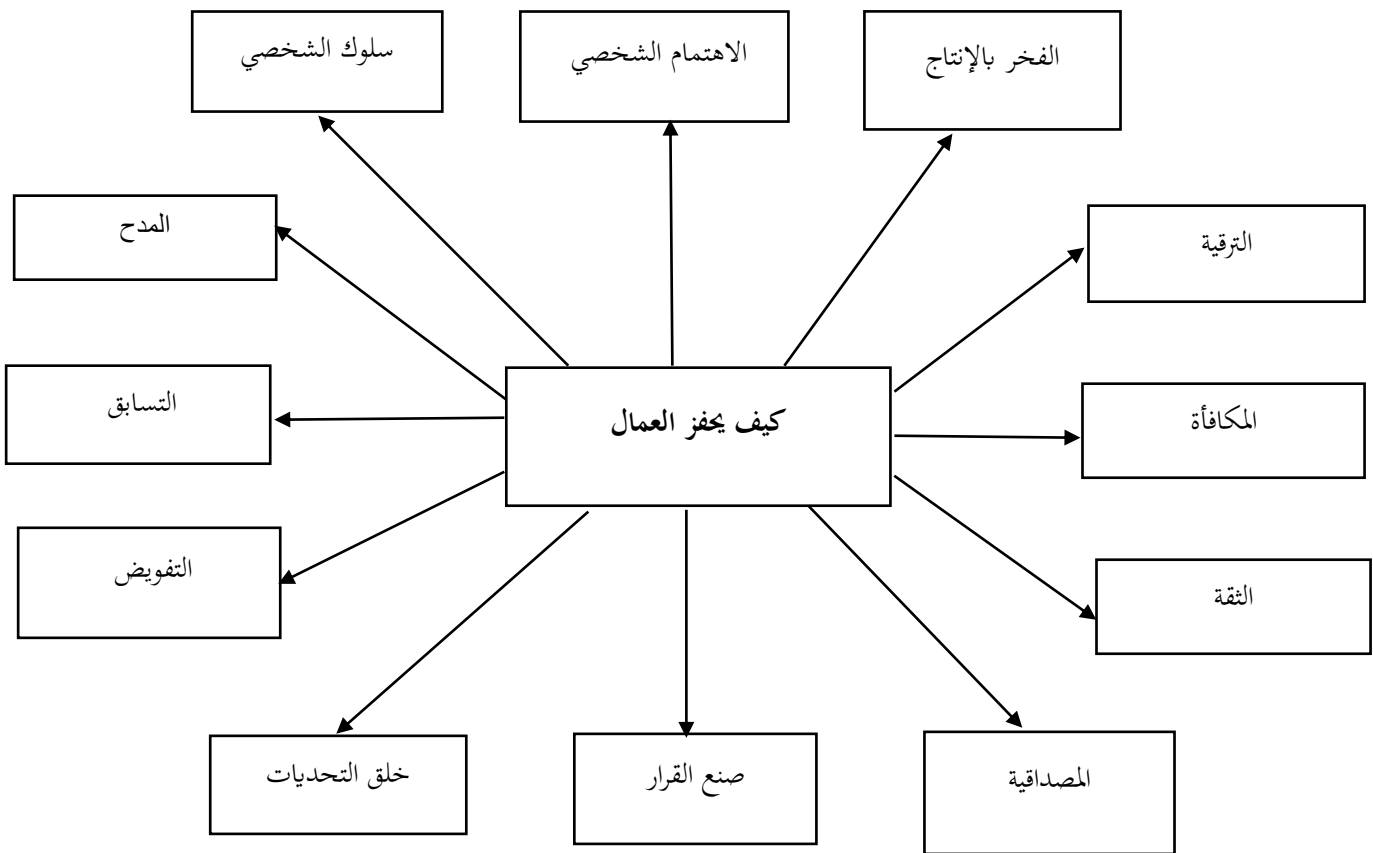 الفخر بالإنتاج
الاهتمام الشخصي
سلوك الشخصي
الترقية
المدح
المكافأة
كيف يحفز العمال
التسابق
الثقة
التفويض
المصداقية
صنع القرار
خلق التحديات